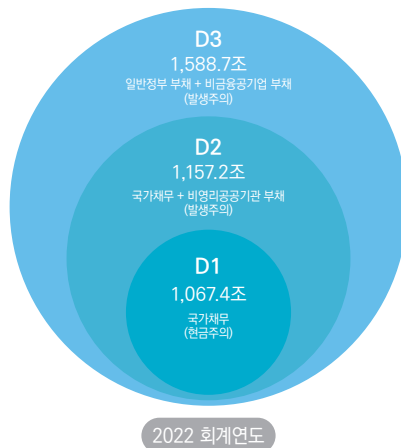 D3
1,588.7조
일반정부 부채 + 비금융공기업 부채
(발생주의)
D2
1,157.2조
국가채무 + 비영리공공기관 부채
(발생주의)
D1
1,067.4조
국가채무
(현금주의)
2022 회계연도